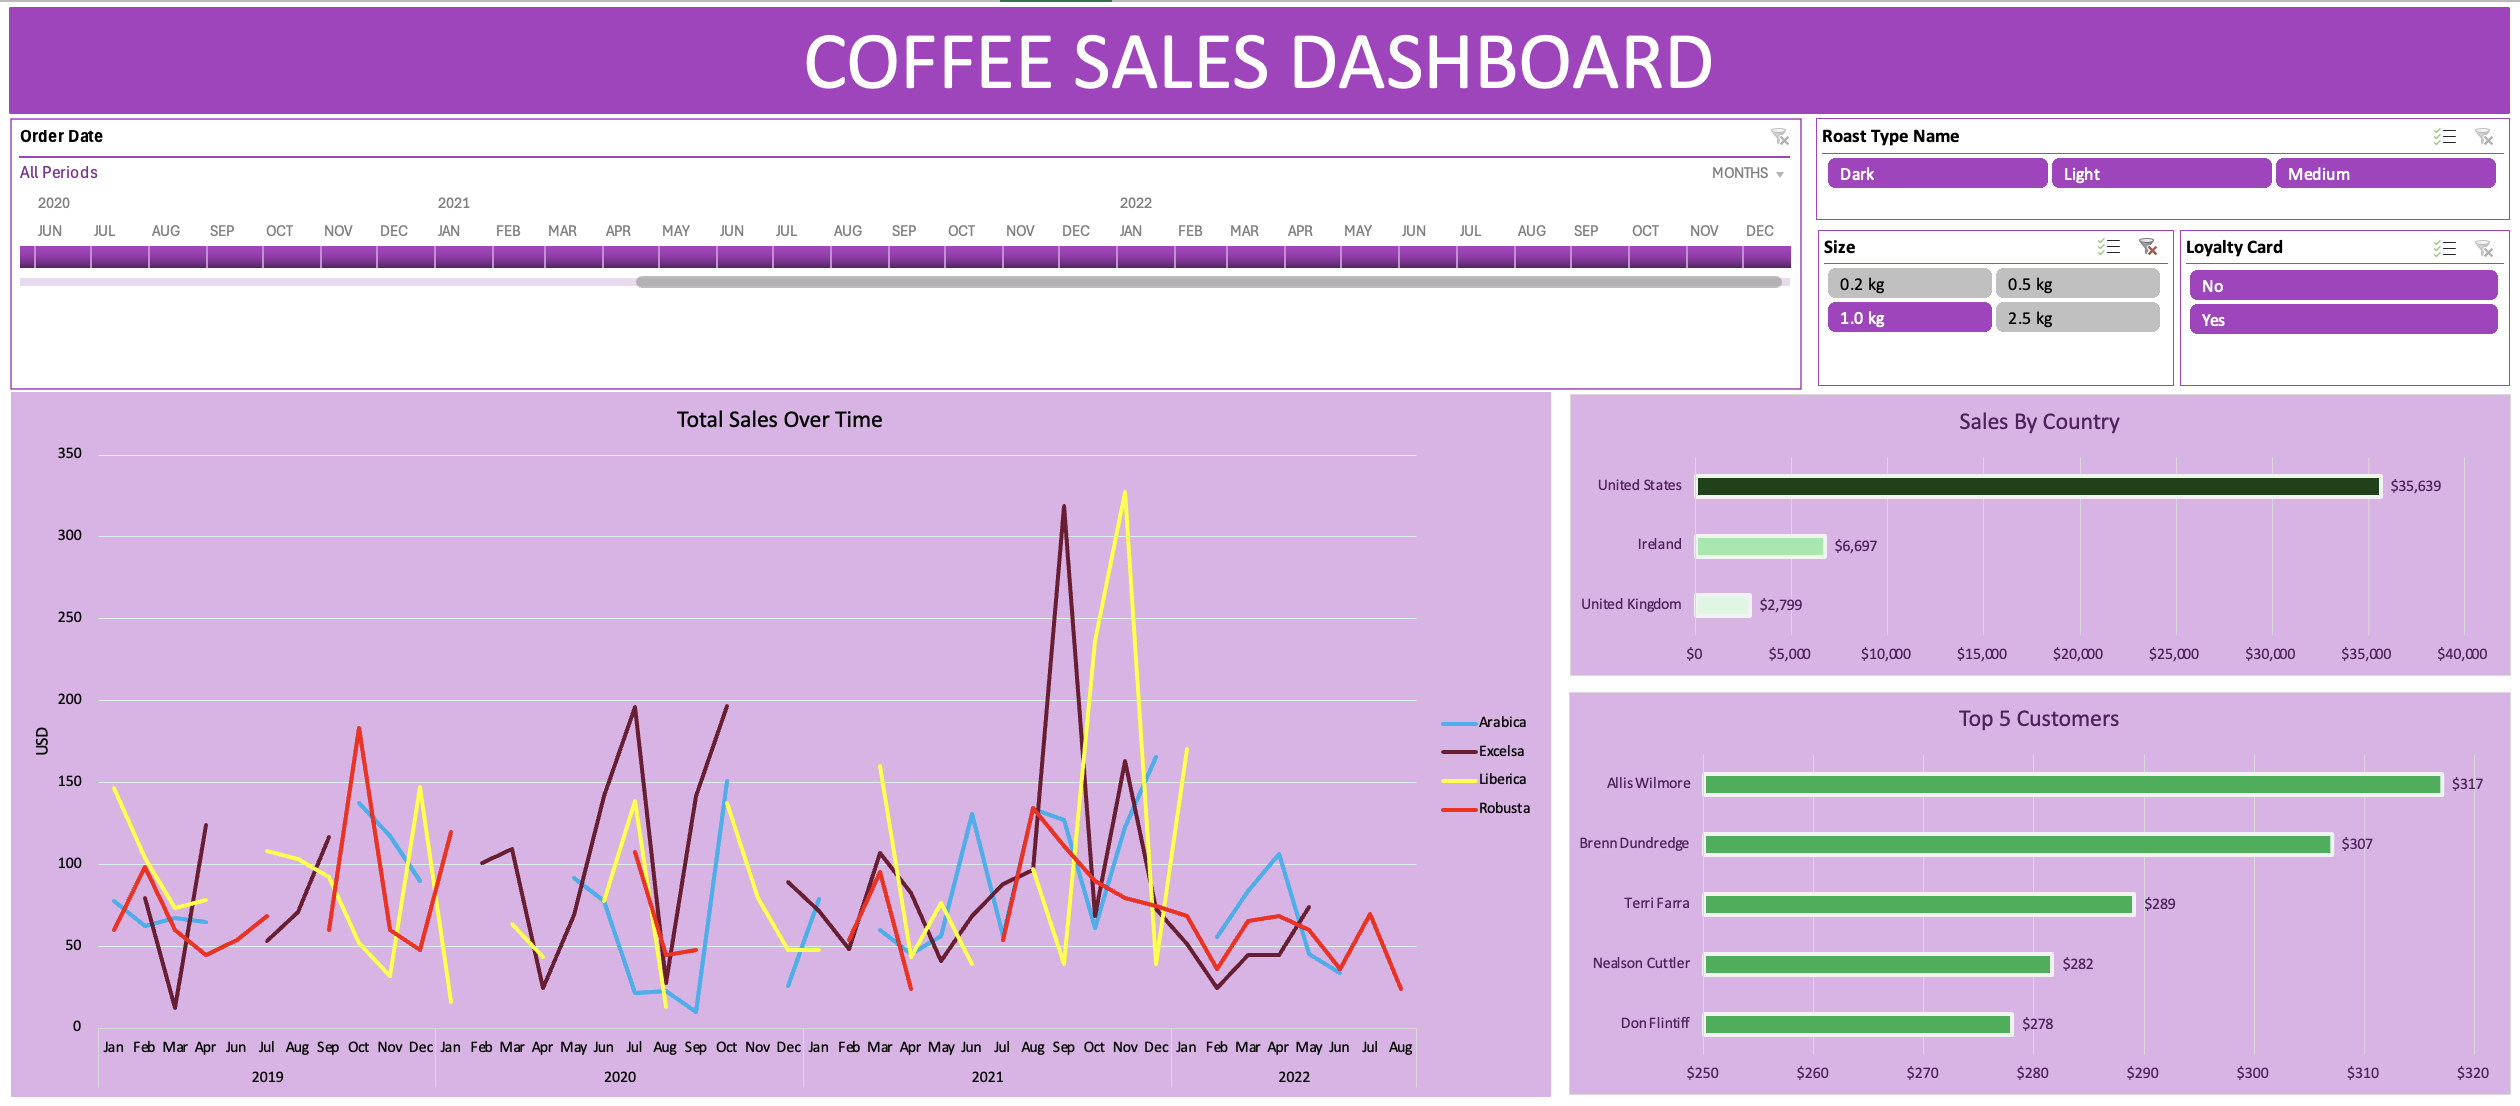 COFFEE SALES DASHBOARD
Order Date
All Periods
MONTHS
2020 2021 2022
JUN JUL AUG SEP OCT NOV DEC JAN FEB MAR APR MAY JUN JUL AUG SEP OCT NOV DEC JAN FEB MAR APR MAY JUN JUL AUG SEP OCT NOV DEC
Roast Type Name
Dark Light Medium
Size
0.2 kg 0.5 kg
1.0 kg 2.5 kg
Loyalty Card
No
Yes
Total Sales Over Time
350
300
250
200
150
100
50
0
USD
Arabica
Excelsa
Liberica
Robusta
Jan Feb Mar Apr Jun Jul Aug Sep Oct Nov Dec Jan Feb Mar Apr May Jun Jul Aug Sep Oct Nov Dec Jan Feb Mar Apr May Jun Jul Aug Sep Oct Nov Dec Jan Feb Mar Apr May Jun Jul Aug
2019 2020 2021 2022
Sales By Country
United States $35,639
Ireland $6,697
United Kingdom $2,799
$0 $5,000 $10,000 $15,000 $20,000 $25,000 $30,000 $35,000 $40,000
Top 5 Customers
Allis Wilmore $317
Brenn Dundredge $307
Terri Farra $289
Nealson Cuttler $282
Don Flintiff $278
$250 $260 $270 $280 $290 $300 $310 $320